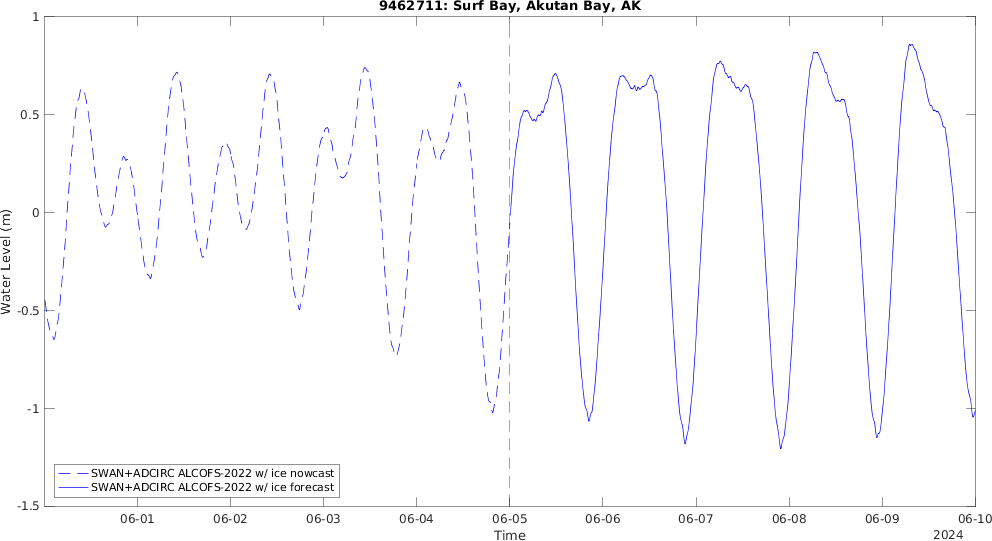 9462711: Surf Bay, Akutan Bay, AK
Water Level (m)
1
0.5
0
-0.5
-1
-1.5
SWAN+ADCIRC ALCOFS-2022 w/ ice nowcast
SWAN+ADCIRC ALCOFS-2022 w/ ice forecast
06-01 06-02 06-03 06-04 06-05 06-06 06-07 06-08 06-09 06-10
Time
2024